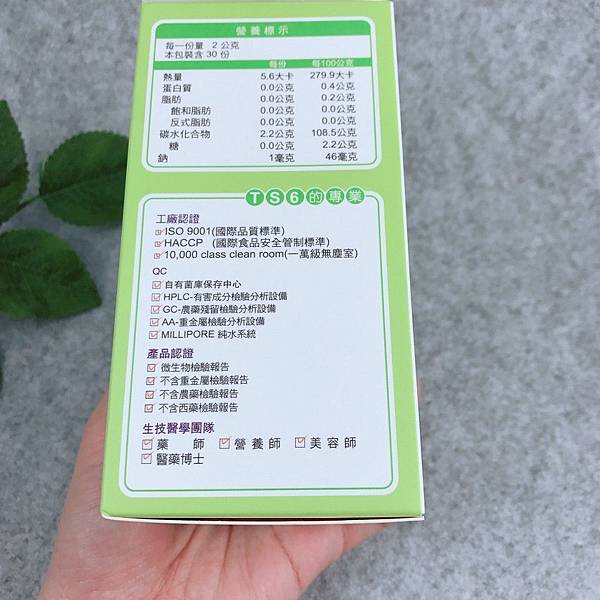 營養標示
每一份量 2 公克
本包裝含 30 份
每份 每100公克
熱量 5.6大卡 279.9大卡
蛋白質 0.0公克 0.4公克
脂肪 0.0公克 0.2公克
飽和脂肪 0.0公克 0.0公克
反式脂肪 0.0公克 0.0公克
碳水化合物 2.2公克 108.5公克
糖 0.0公克 2.2公克
鈉 1毫克 46毫克
TS6的專業
工廠認證
ISO 9001(國際品質標準)
HACCP (國際食品安全管制標準)
10,000 class clean room(一萬級無塵室)
QC
自有菌庫保存中心
HPLC-有害成分檢驗分析設備
GC-農藥殘留檢驗分析設備
AA-重金屬檢驗分析設備
MILLIPORE 純水系統
產品認證
微生物檢驗報告
不含重金屬檢驗報告
不含農藥檢驗報告
不含西藥檢驗報告
生技醫學團隊
藥師 營養師 美容師
醫藥博士